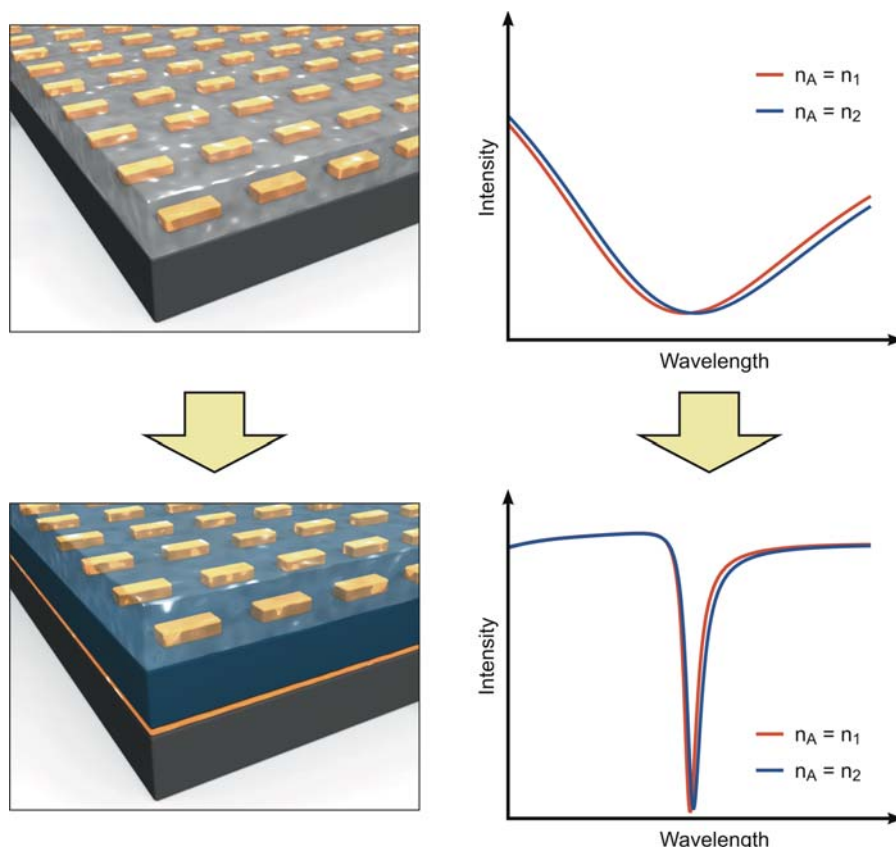 Intensity
n_A = n_1
n_A = n_2
Wavelength
Intensity
n_A = n_1
n_A = n_2
Wavelength